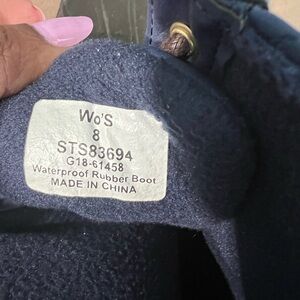 Wo'S
8
STS83694
G18-61458
Waterproof Rubber Boot
MADE IN CHINA